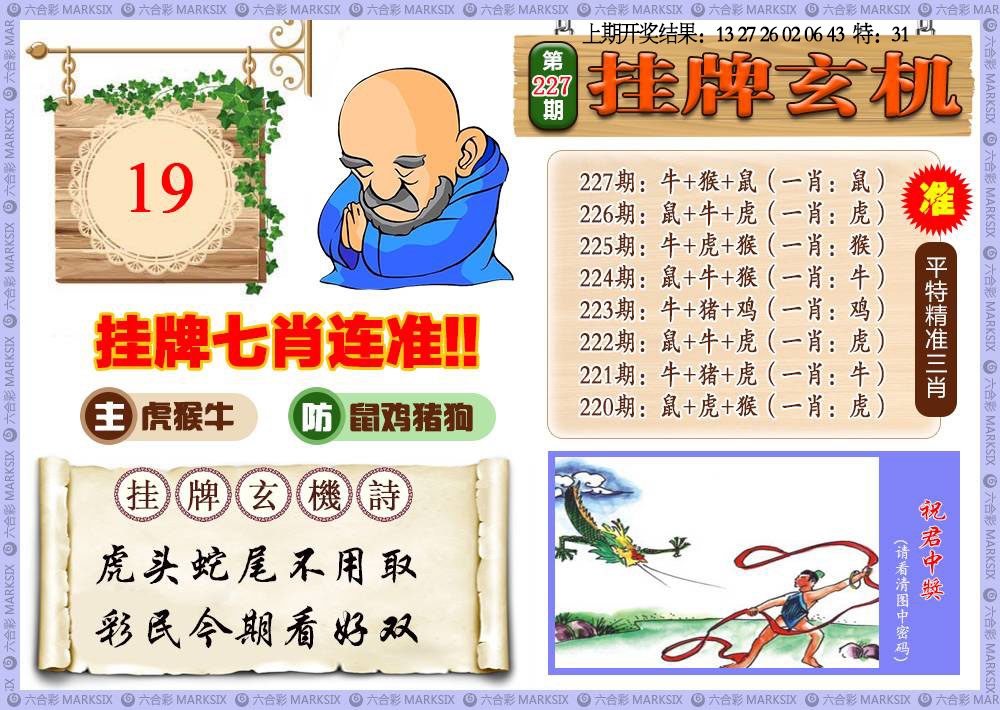 六合彩 MARKSIX
上期开奖结果：13 27 26 02 06 43 特：31
第
227
期
挂牌玄机
19
挂牌七肖连准!!
主 虎猴牛
防 鼠鸡猪狗
227期：牛+猴+鼠（一肖：鼠）
226期：鼠+牛+虎（一肖：虎）
225期：牛+虎+猴（一肖：猴）
224期：鼠+牛+猴（一肖：牛）
223期：牛+猪+鸡（一肖：鸡）
222期：鼠+牛+虎（一肖：虎）
221期：牛+猪+虎（一肖：牛）
220期：鼠+虎+猴（一肖：虎）
准
平特精准三肖
挂牌玄機詩
虎头蛇尾不用取
彩民今期看好双
祝君中獎
（请看清图中密码）